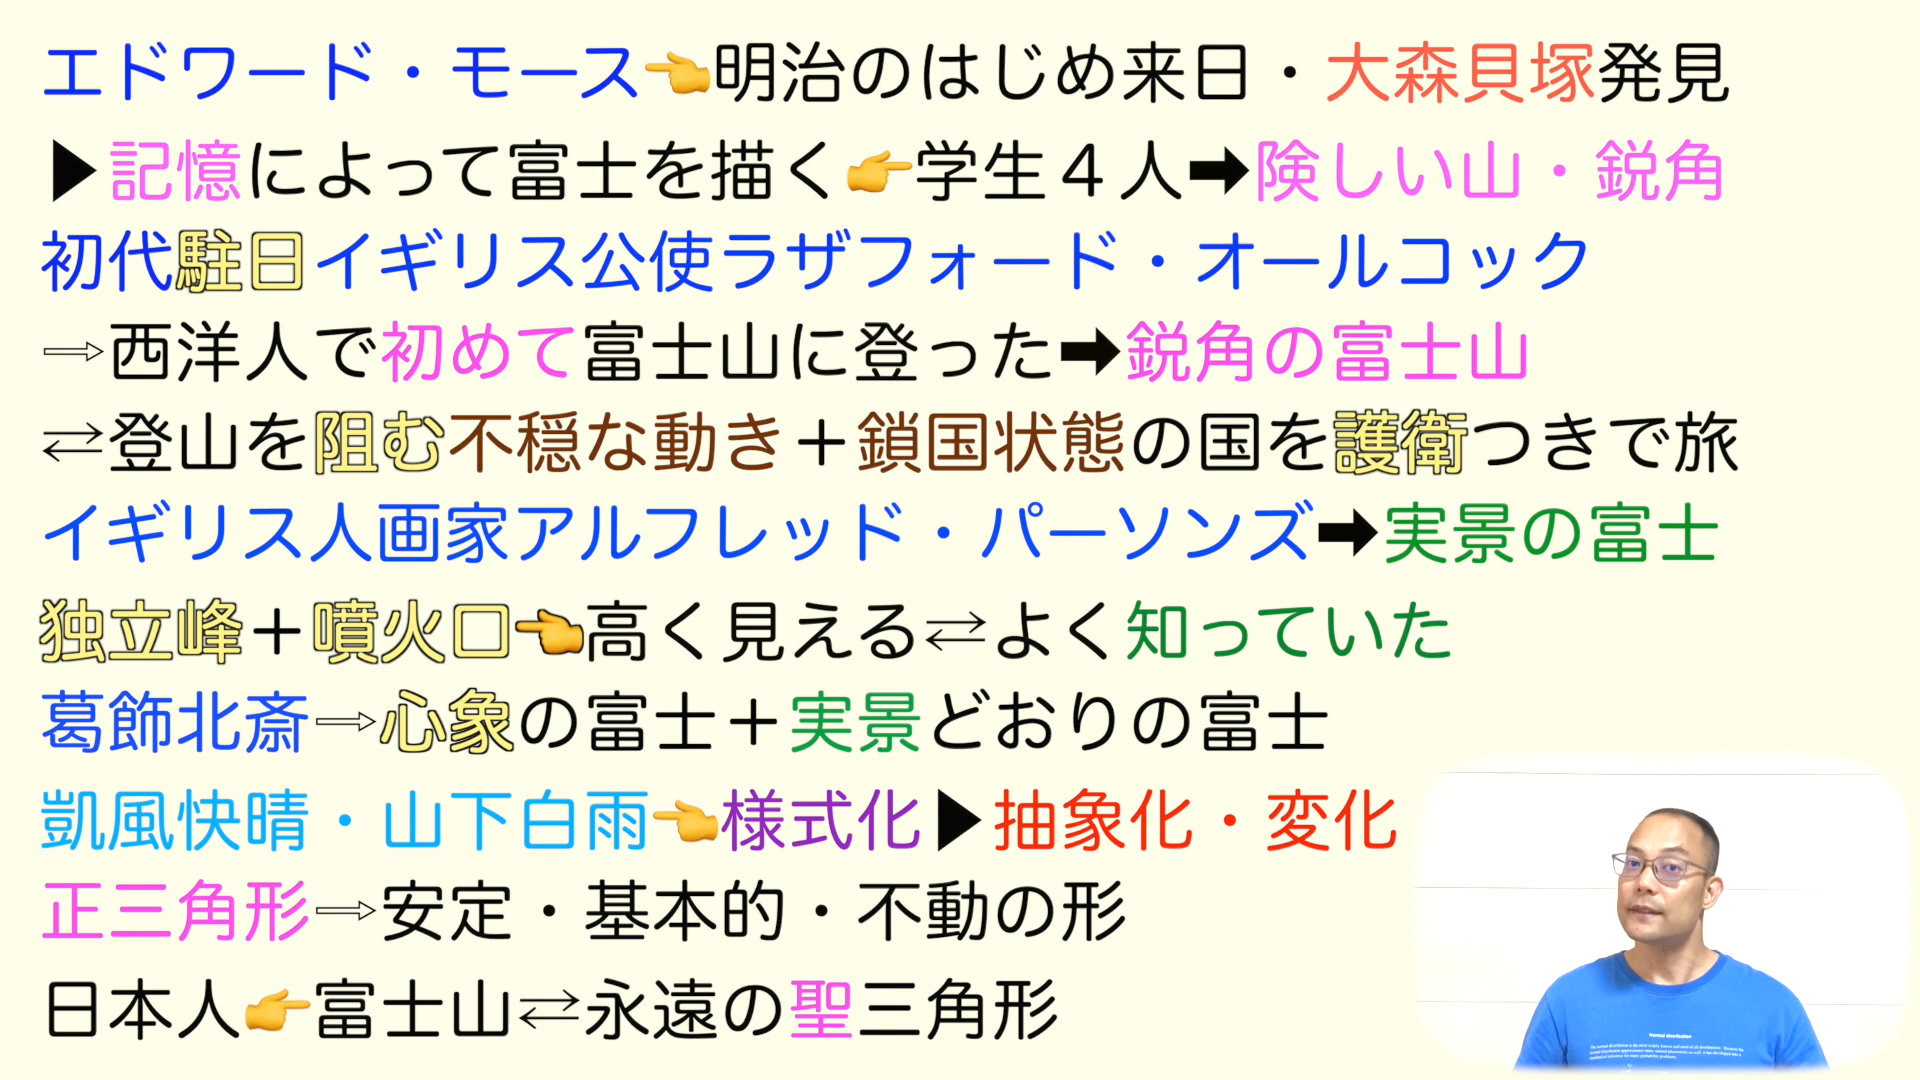 エドワード・モース👈明治のはじめ来日・大森貝塚発見
▶記憶によって富士を描く👉学生４人➡険しい山・鋭角
初代駐日イギリス公使ラザフォード・オールコック
⇨西洋人で初めて富士山に登った➡鋭角の富士山
⇄登山を阻む不穏な動き＋鎖国状態の国を護衛つきで旅
イギリス人画家アルフレッド・パーソンズ➡実景の富士
独立峰＋噴火口👈高く見える⇄よく知っていた
葛飾北斎⇨心象の富士＋実景どおりの富士
凱風快晴・山下白雨👈様式化▶抽象化・変化
正三角形⇨安定・基本的・不動の形
日本人👉富士山⇄永遠の聖三角形
Normal distribution